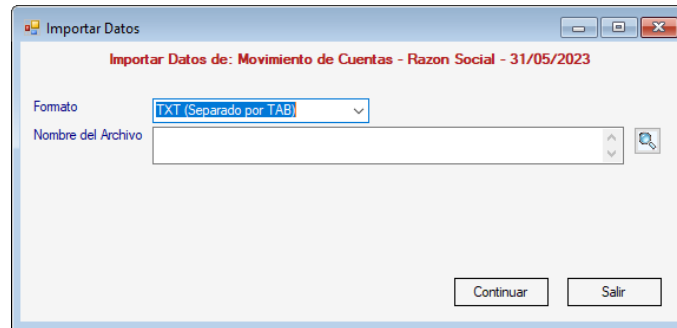 Importar Datos
Importar Datos de: Movimiento de Cuentas - Razon Social - 31/05/2023
Formato
TXT (Separado por TAB)
Nombre del Archivo
Continuar
Salir